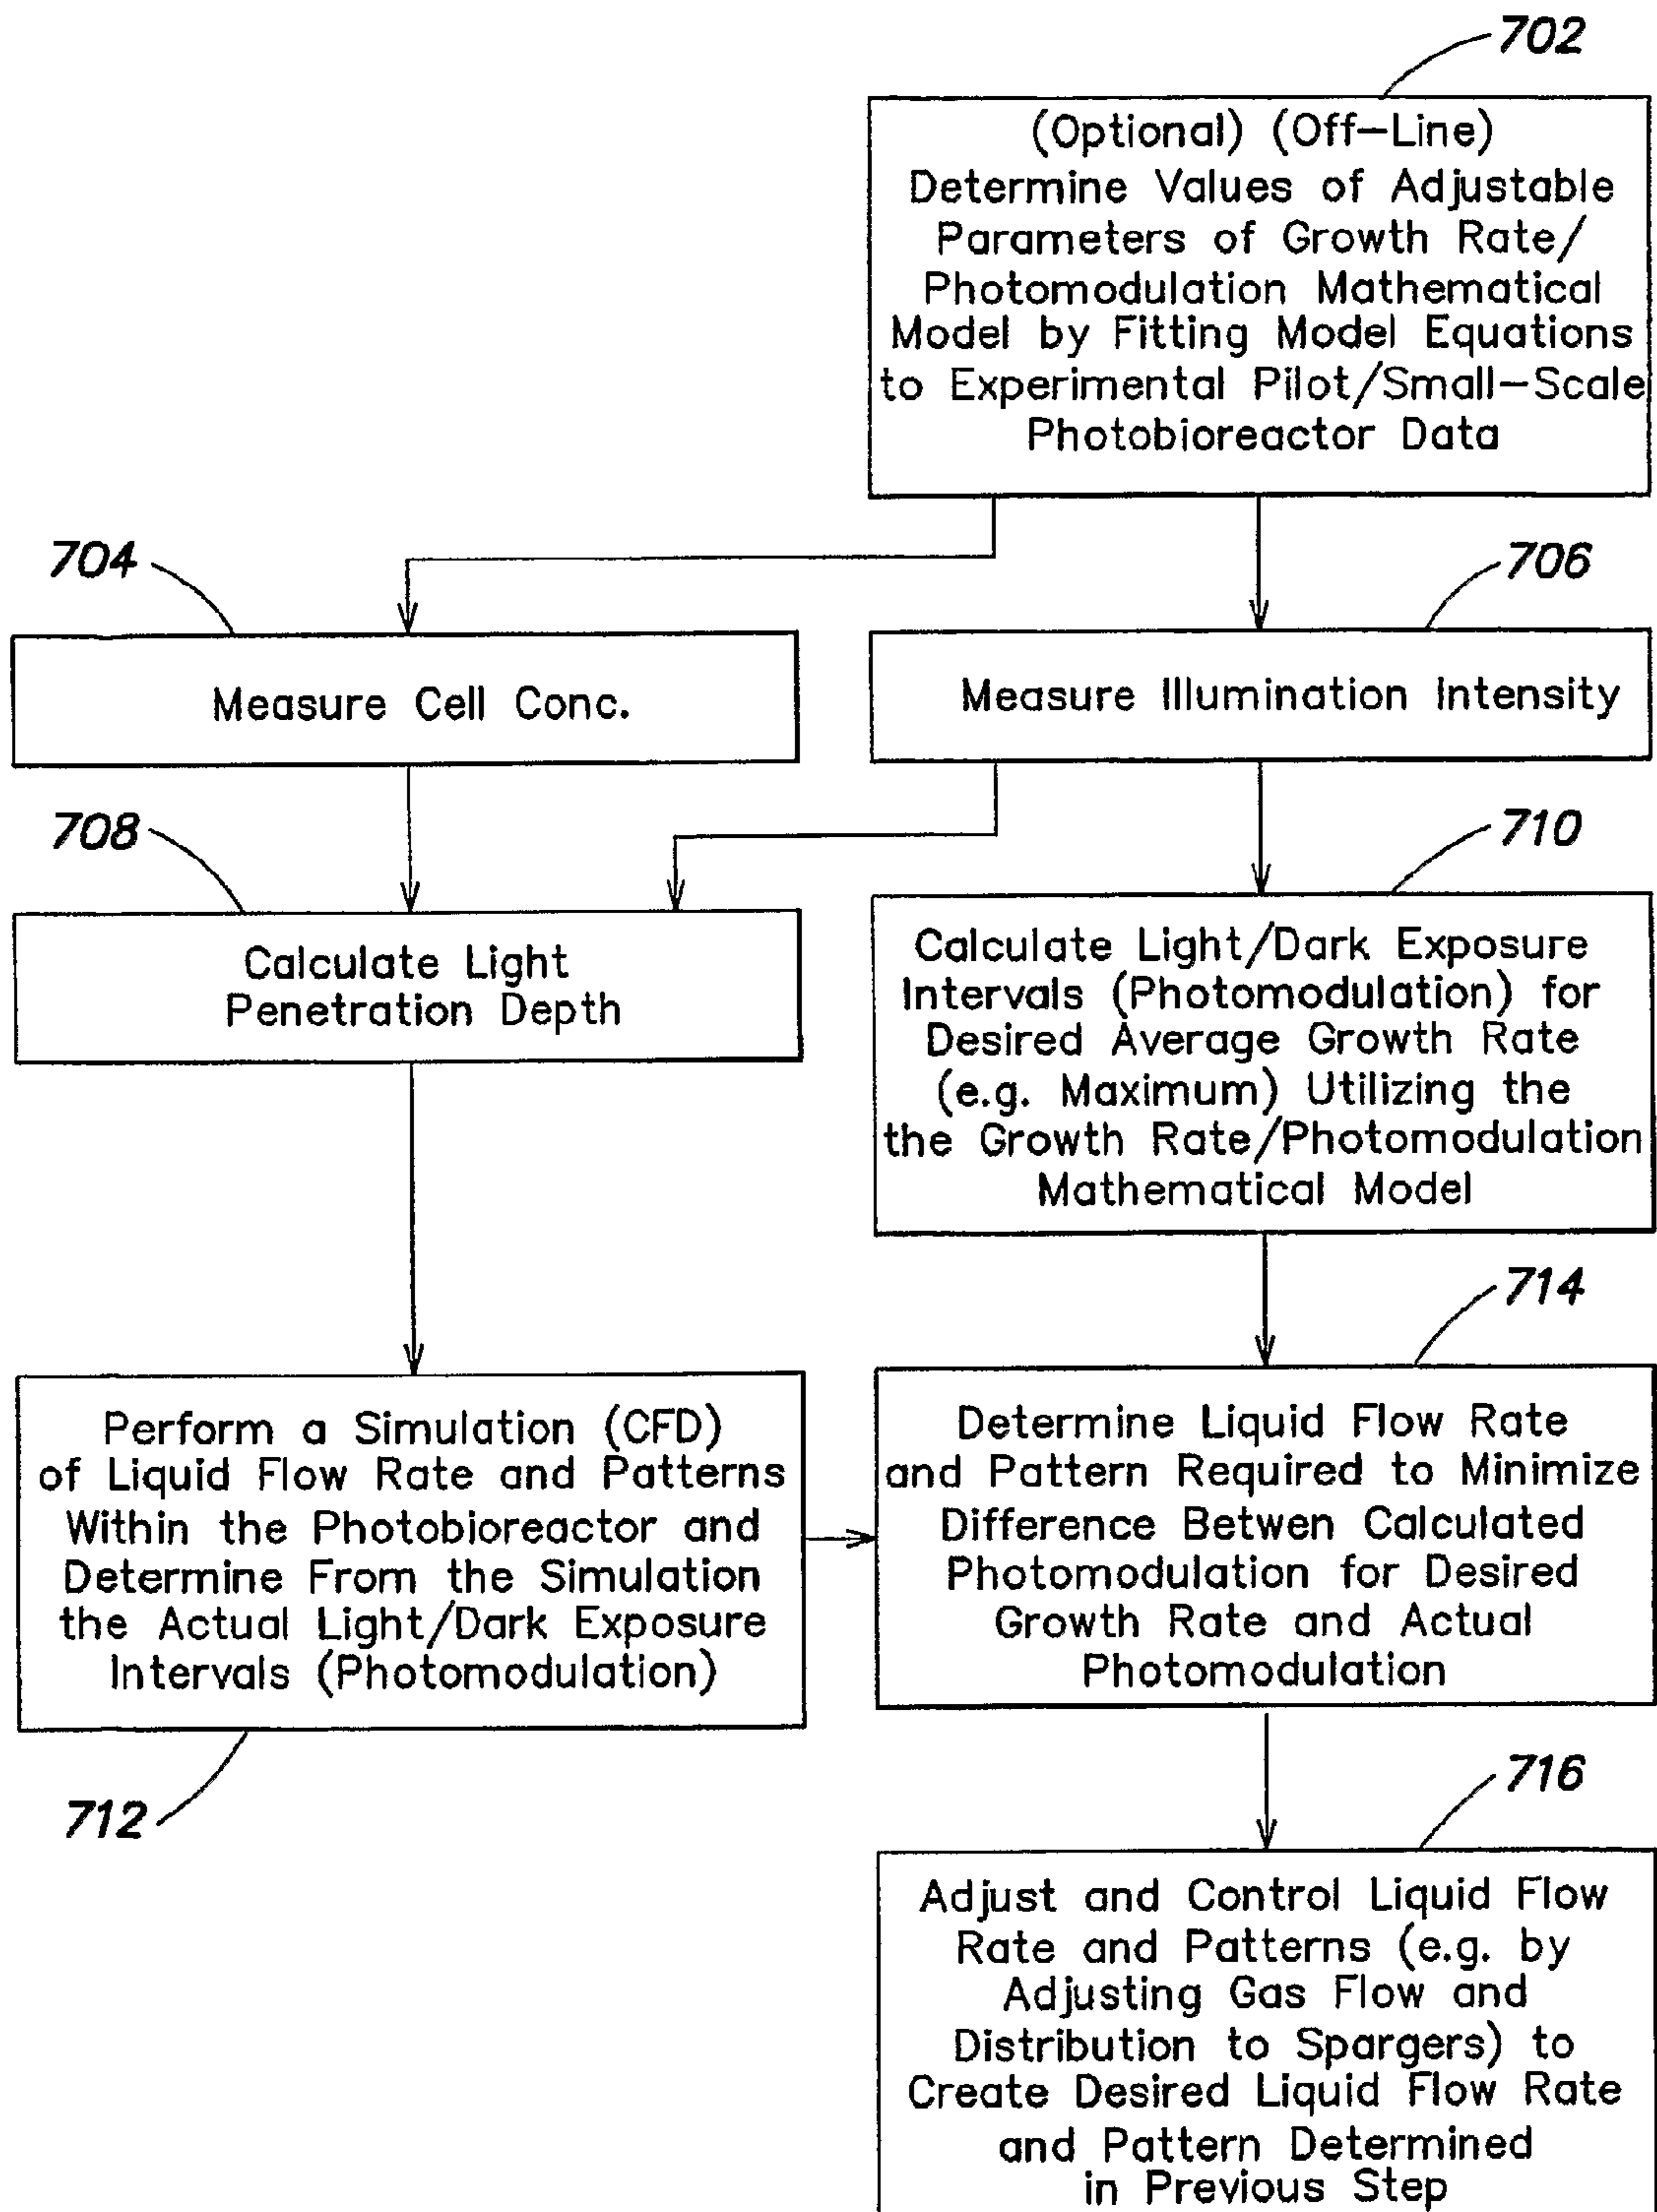 702
(Optional) (Off-Line)
Determine Values of Adjustable
Parameters of Growth Rate/
Photomodulation Mathematical
Model by Fitting Model Equations
to Experimental Pilot/Small-Scale
Photobioreactor Data
704
706
Measure Cell Conc.
Measure Illumination Intensity
708
710
Calculate Light
Penetration Depth
Calculate Light/Dark Exposure
Intervals (Photomodulation) for
Desired Average Growth Rate
(e.g. Maximum) Utilizing the
the Growth Rate/Photomodulation
Mathematical Model
714
Perform a Simulation (CFD)
of Liquid Flow Rate and Patterns
Within the Photobioreactor and
Determine From the Simulation
the Actual Light/Dark Exposure
Intervals (Photomodulation)
712
Determine Liquid Flow Rate
and Pattern Required to Minimize
Difference Betwen Calculated
Photomodulation for Desired
Growth Rate and Actual
Photomodulation
716
Adjust and Control Liquid Flow
Rate and Patterns (e.g. by
Adjusting Gas Flow and
Distribution to Spargers) to
Create Desired Liquid Flow Rate
and Pattern Determined
in Previous Step